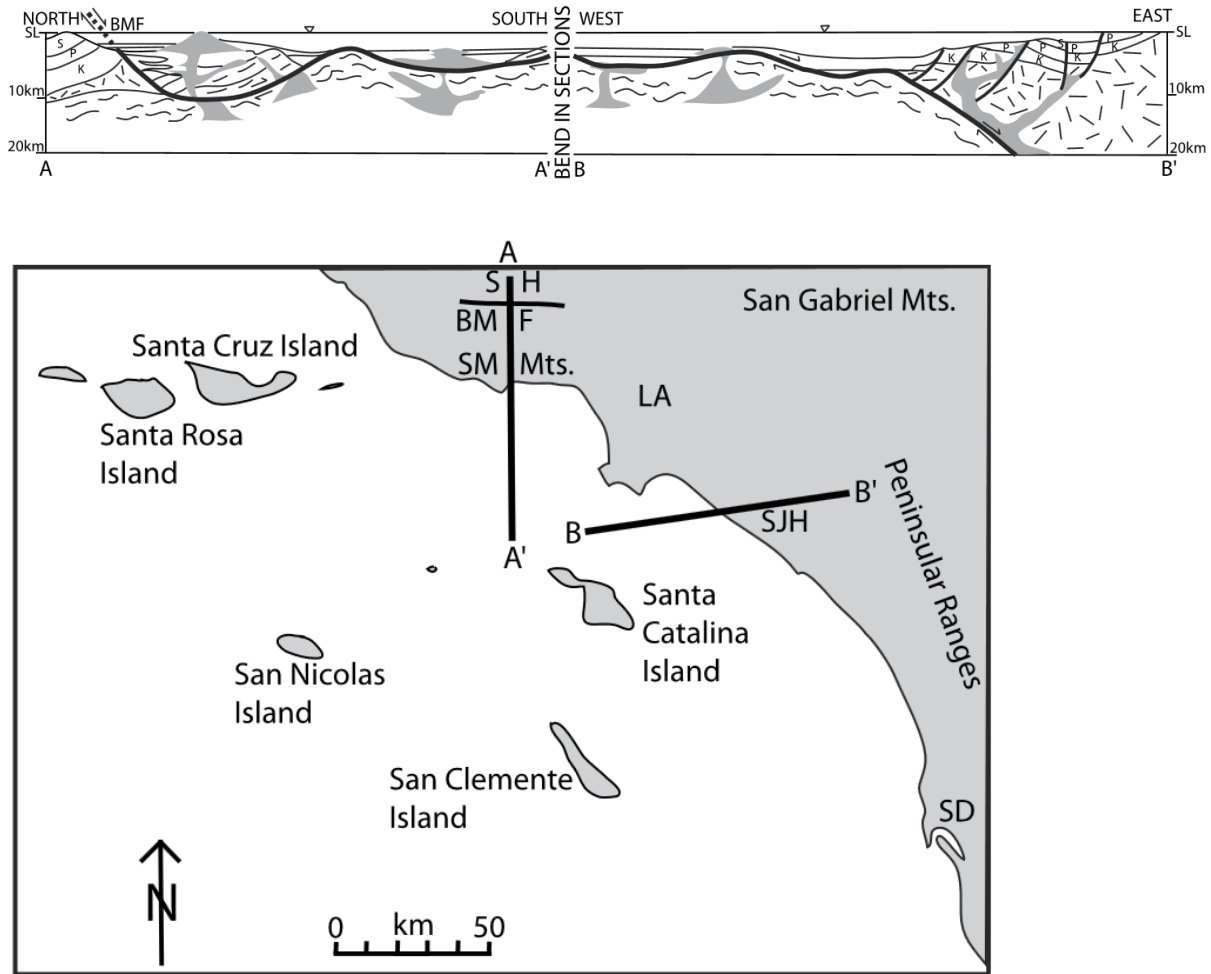 NORTH
BMF
SOUTH
WEST
EAST
SL
SL
S
P
K
K
K
P
K
P
S
P
K
P
10km
10km
20km
20km
BEND IN SECTIONS
A
A'
B
B'
A
S H
BM F
SM Mts.
San Gabriel Mts.
Santa Cruz Island
LA
Santa Rosa
Island
Peninsular Ranges
B'
B
SJH
A'
Santa
Catalina
Island
San Nicolas
Island
San Clemente
Island
SD
N
0 km 50